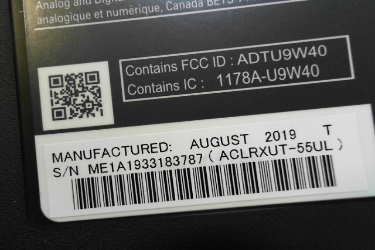 Analog and Digi
analogique et numérique, Canada BETS-
Contains FCC ID : ADTU9W40
Contains IC : 1178A-U9W40
MANUFACTURED: AUGUST 2019 T
S/N ME1A1933183787 ( ACLRXUT-55UL )